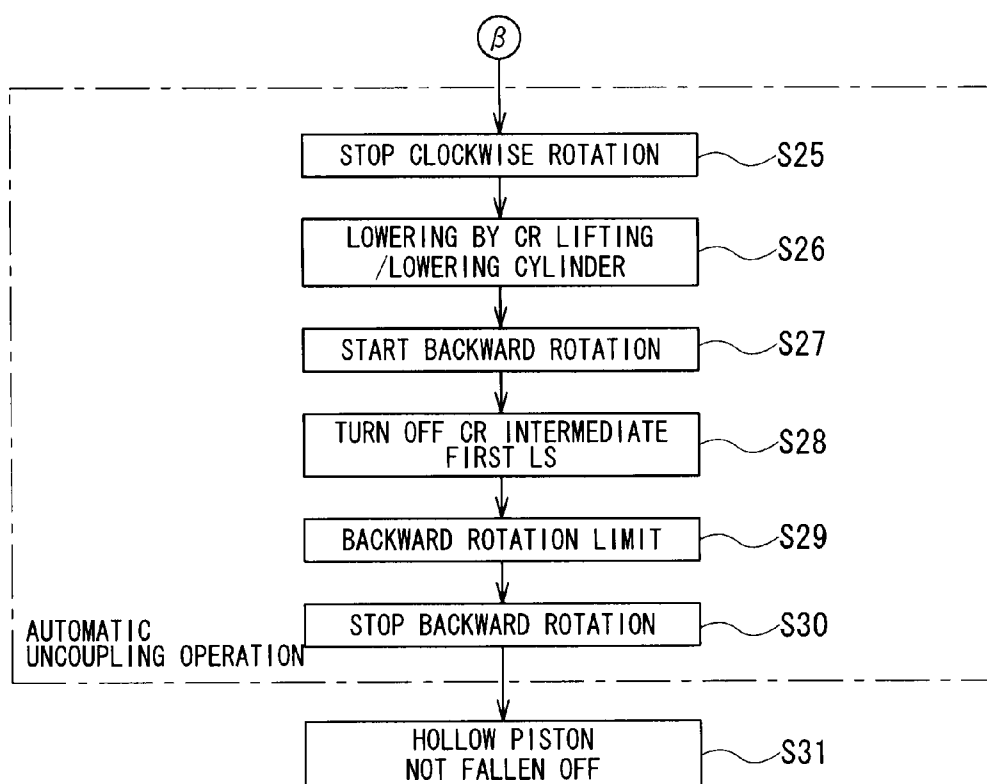 β
STOP CLOCKWISE ROTATION
S25
LOWERING BY CR LIFTING
/LOWERING CYLINDER
S26
START BACKWARD ROTATION
S27
TURN OFF CR INTERMEDIATE
FIRST LS
S28
BACKWARD ROTATION LIMIT
S29
STOP BACKWARD ROTATION
S30
AUTOMATIC
UNCOUPLING OPERATION
HOLLOW PISTON
NOT FALLEN OFF
S31